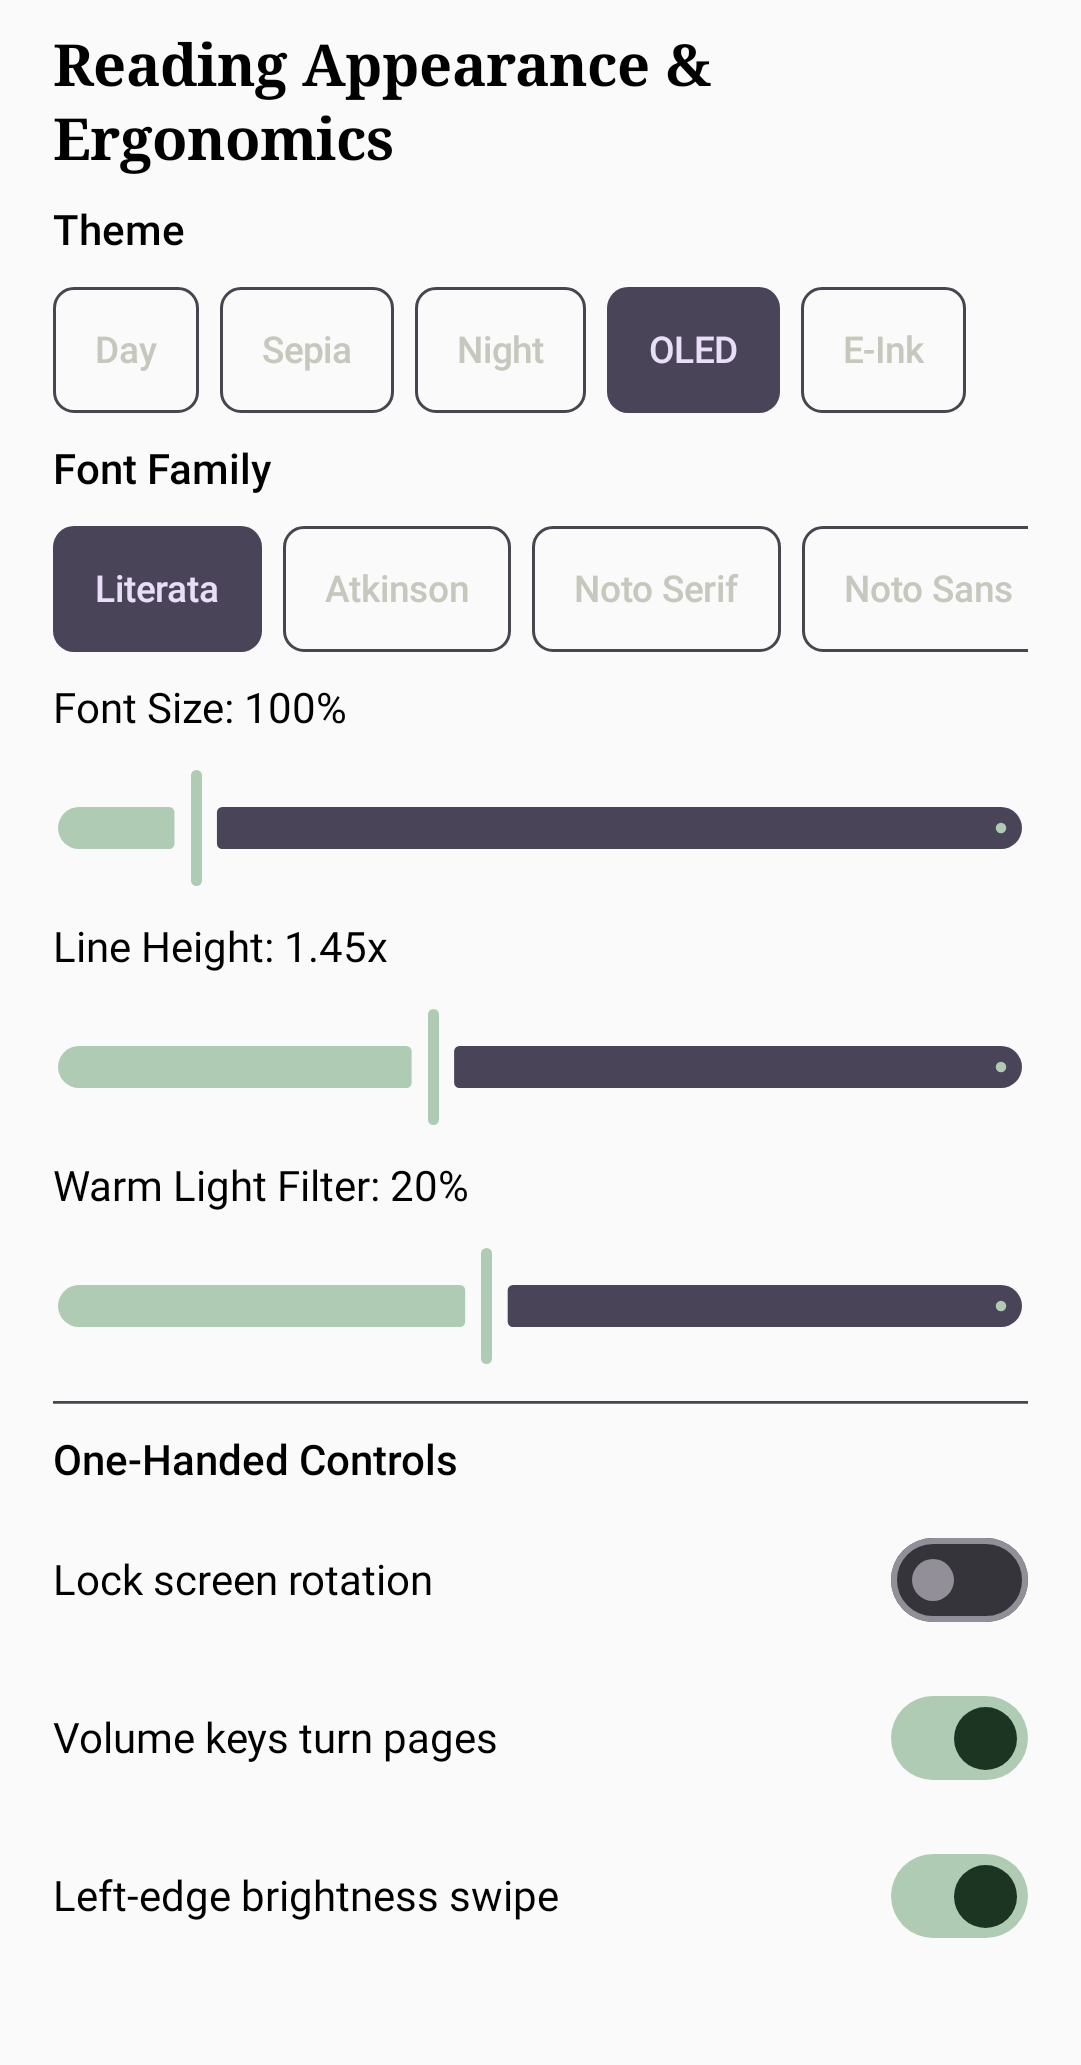 Reading Appearance &
Ergonomics
Theme
Day Sepia Night OLED E-Ink
Font Family
Literata Atkinson Noto Serif Noto Sans
Font Size: 100%
Line Height: 1.45x
Warm Light Filter: 20%
One-Handed Controls
Lock screen rotation
Volume keys turn pages
Left-edge brightness swipe